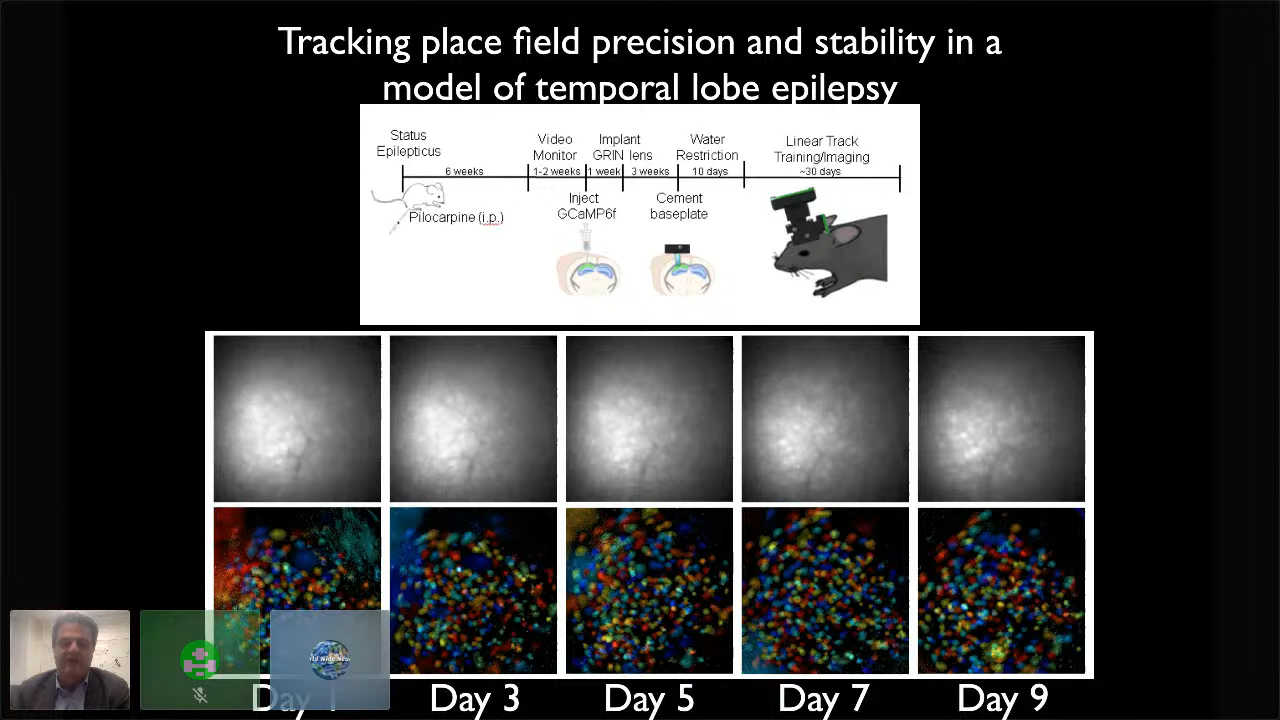 Tracking place field precision and stability in a
model of temporal lobe epilepsy
Status
Epilepticus
Video
Monitor
Implant
GRIN lens
Water
Restriction
Linear Track
Training/Imaging
6 weeks
1-2 weeks
1 week
3 weeks
10 days
~30 days
Pilocarpine (i.p.)
Inject
GCaMP6f
Cement
baseplate
Day 1
Day 3
Day 5
Day 7
Day 9